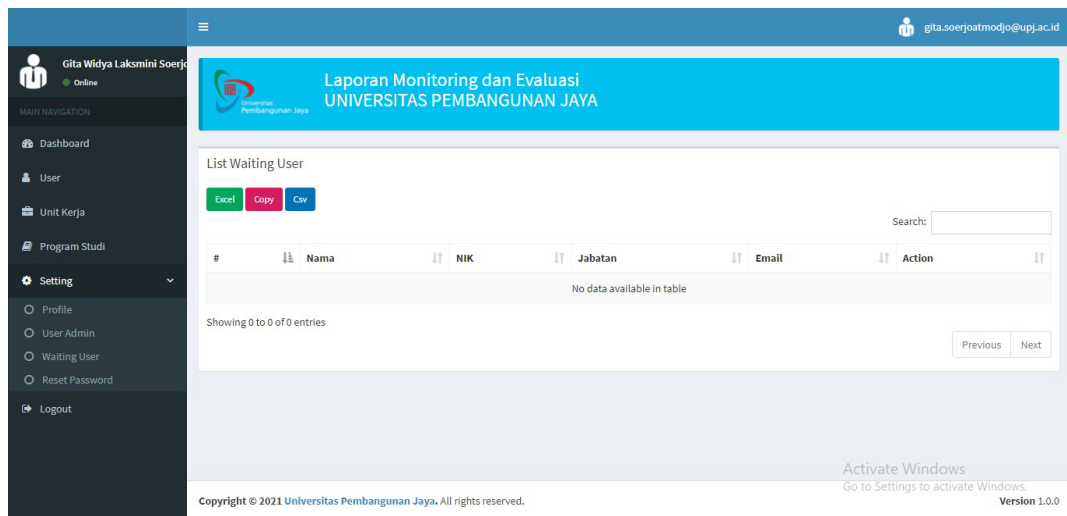 gita.soerjoatmodjo@upj.ac.id
Gita Widya Laksmini Soerjo
Online
MAIN NAVIGATION
Dashboard
User
Unit Kerja
Program Studi
Setting
Profile
User Admin
Waiting User
Reset Password
Logout
Universitas
Pembangunan Jaya
Laporan Monitoring dan Evaluasi
UNIVERSITAS PEMBANGUNAN JAYA
List Waiting User
Excel Copy Csv
Search:
# Nama NIK Jabatan Email Action
No data available in table
Showing 0 to 0 of 0 entries
Previous Next
Activate Windows
Go to Settings to activate Windows.
Copyright © 2021 Universitas Pembangunan Jaya. All rights reserved.
Version 1.0.0